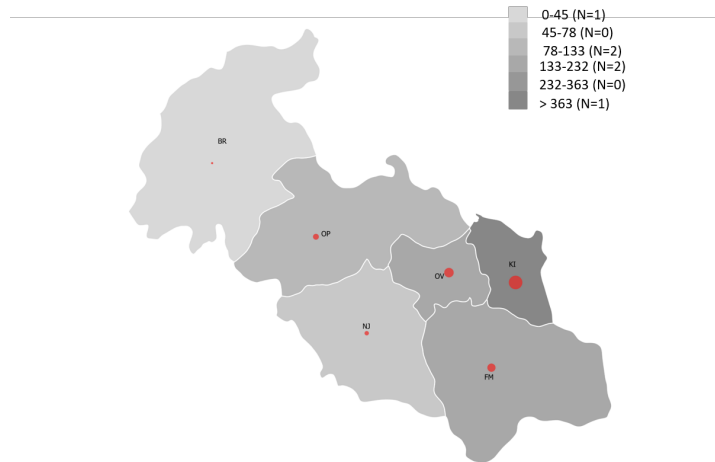 0-45 (N=1)
45-78 (N=0)
78-133 (N=2)
133-232 (N=2)
232-363 (N=0)
> 363 (N=1)
BR
OP
KI
OV
NJ
FM